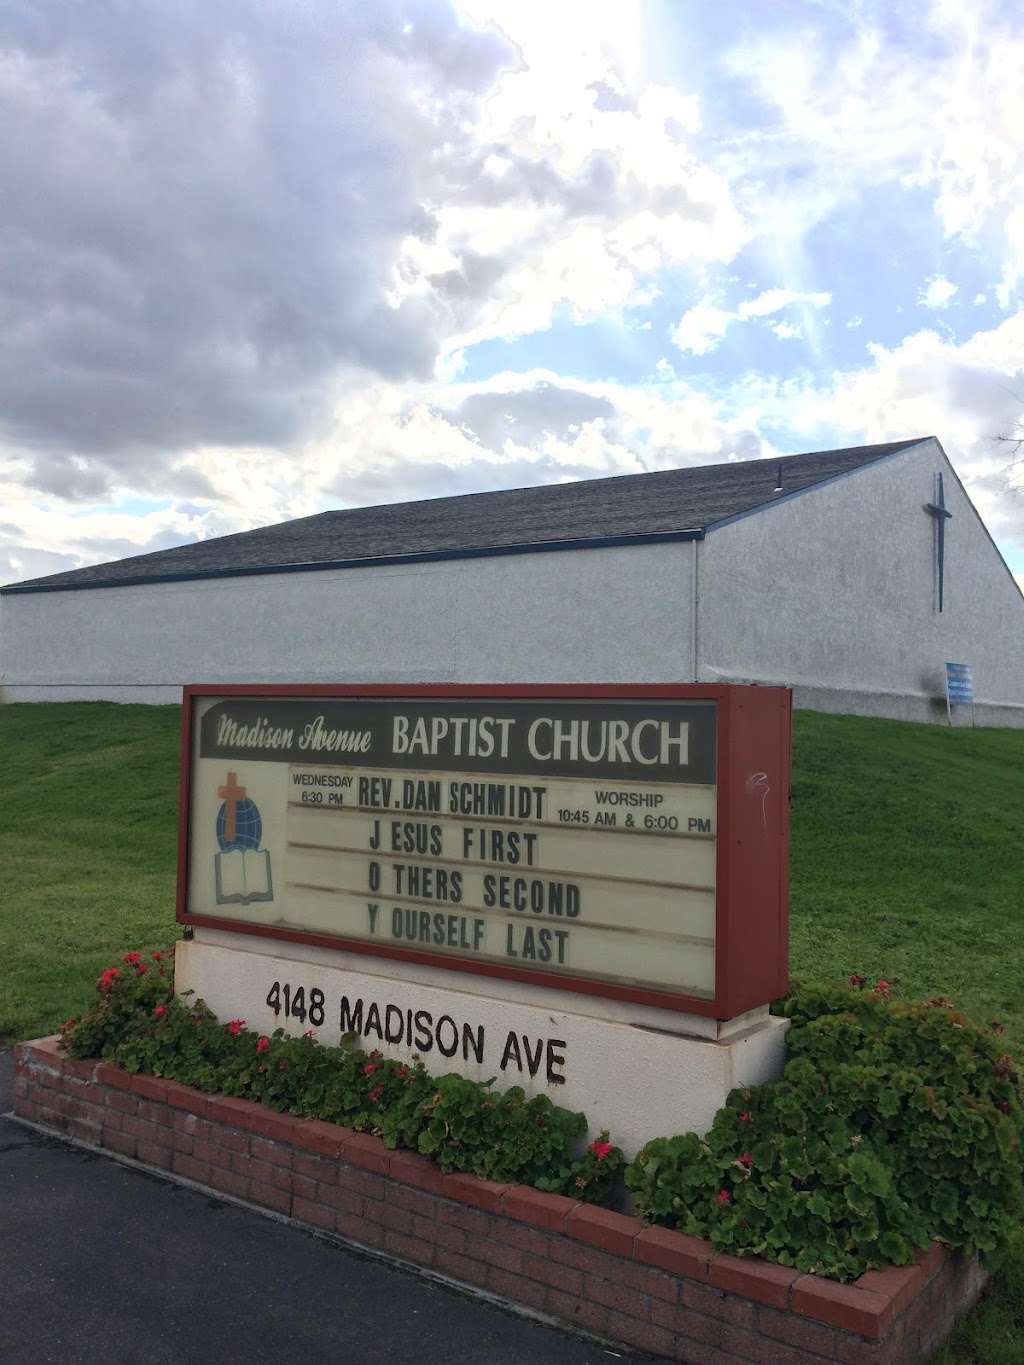 Madison Avenue BAPTIST CHURCH
WEDNESDAY
6:30 PM
REV. DAN SCHMIDT
WORSHIP
10:45 AM & 6:00 PM
J ESUS FIRST
O THERS SECOND
Y OURSELF LAST
4148 MADISON AVE